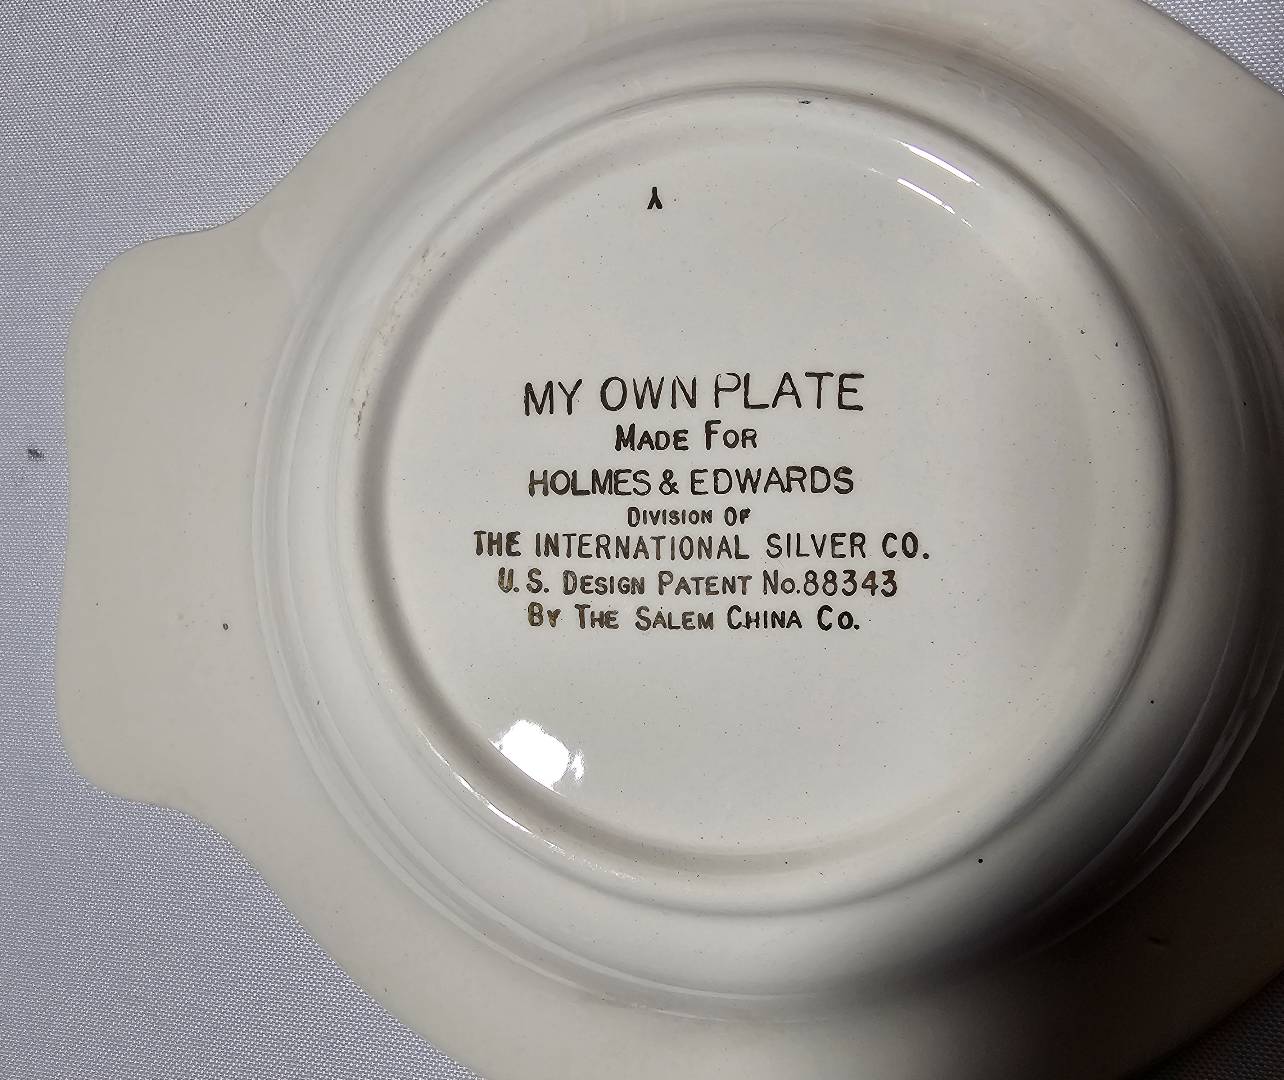 Y
MY OWN PLATE
MADE FOR
HOLMES & EDWARDS
DIVISION OF
THE INTERNATIONAL SILVER CO.
U.S. DESIGN PATENT NO.88343
BY THE SALEM CHINA CO.